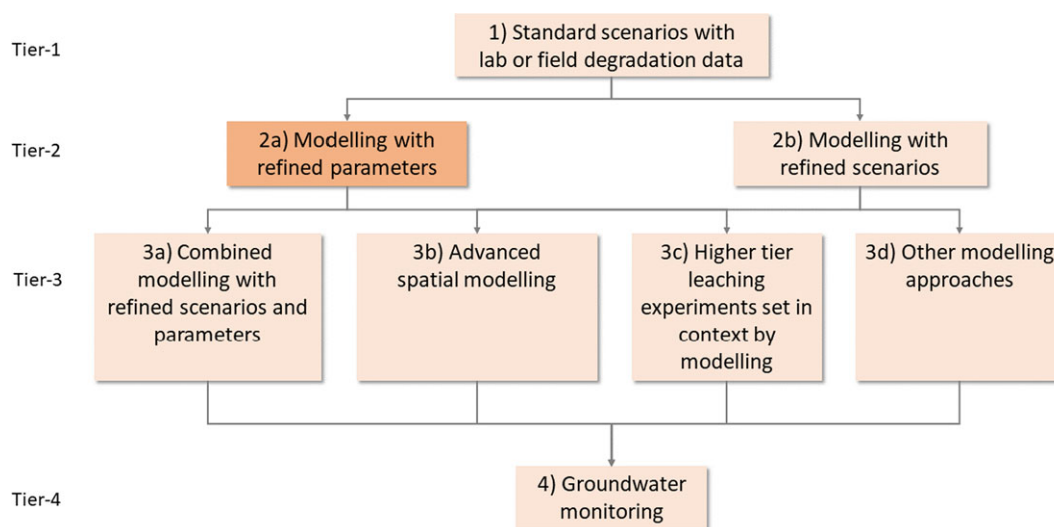 Tier-1
1) Standard scenarios with
lab or field degradation data
Tier-2
2a) Modelling with
refined parameters
2b) Modelling with
refined scenarios
Tier-3
3a) Combined
modelling with
refined scenarios and
parameters
3b) Advanced
spatial modelling
3c) Higher tier
leaching
experiments set in
context by
modelling
3d) Other modelling
approaches
Tier-4
4) Groundwater
monitoring